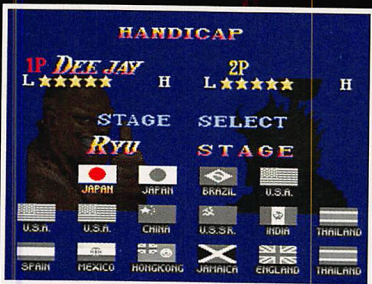 HANDICAP
1P DEE JAY 2P
L ★★★★★ H L ★★★★★ H
STAGE SELECT
RYU STAGE
JAPAN JAPAN BRAZIL U.S.A.
U.S.A. U.S.A. CHINA U.S.SR. INDIA THAILAND
SPAIN MEXICO HONGKONG JAMAICA ENGLAND THAILAND